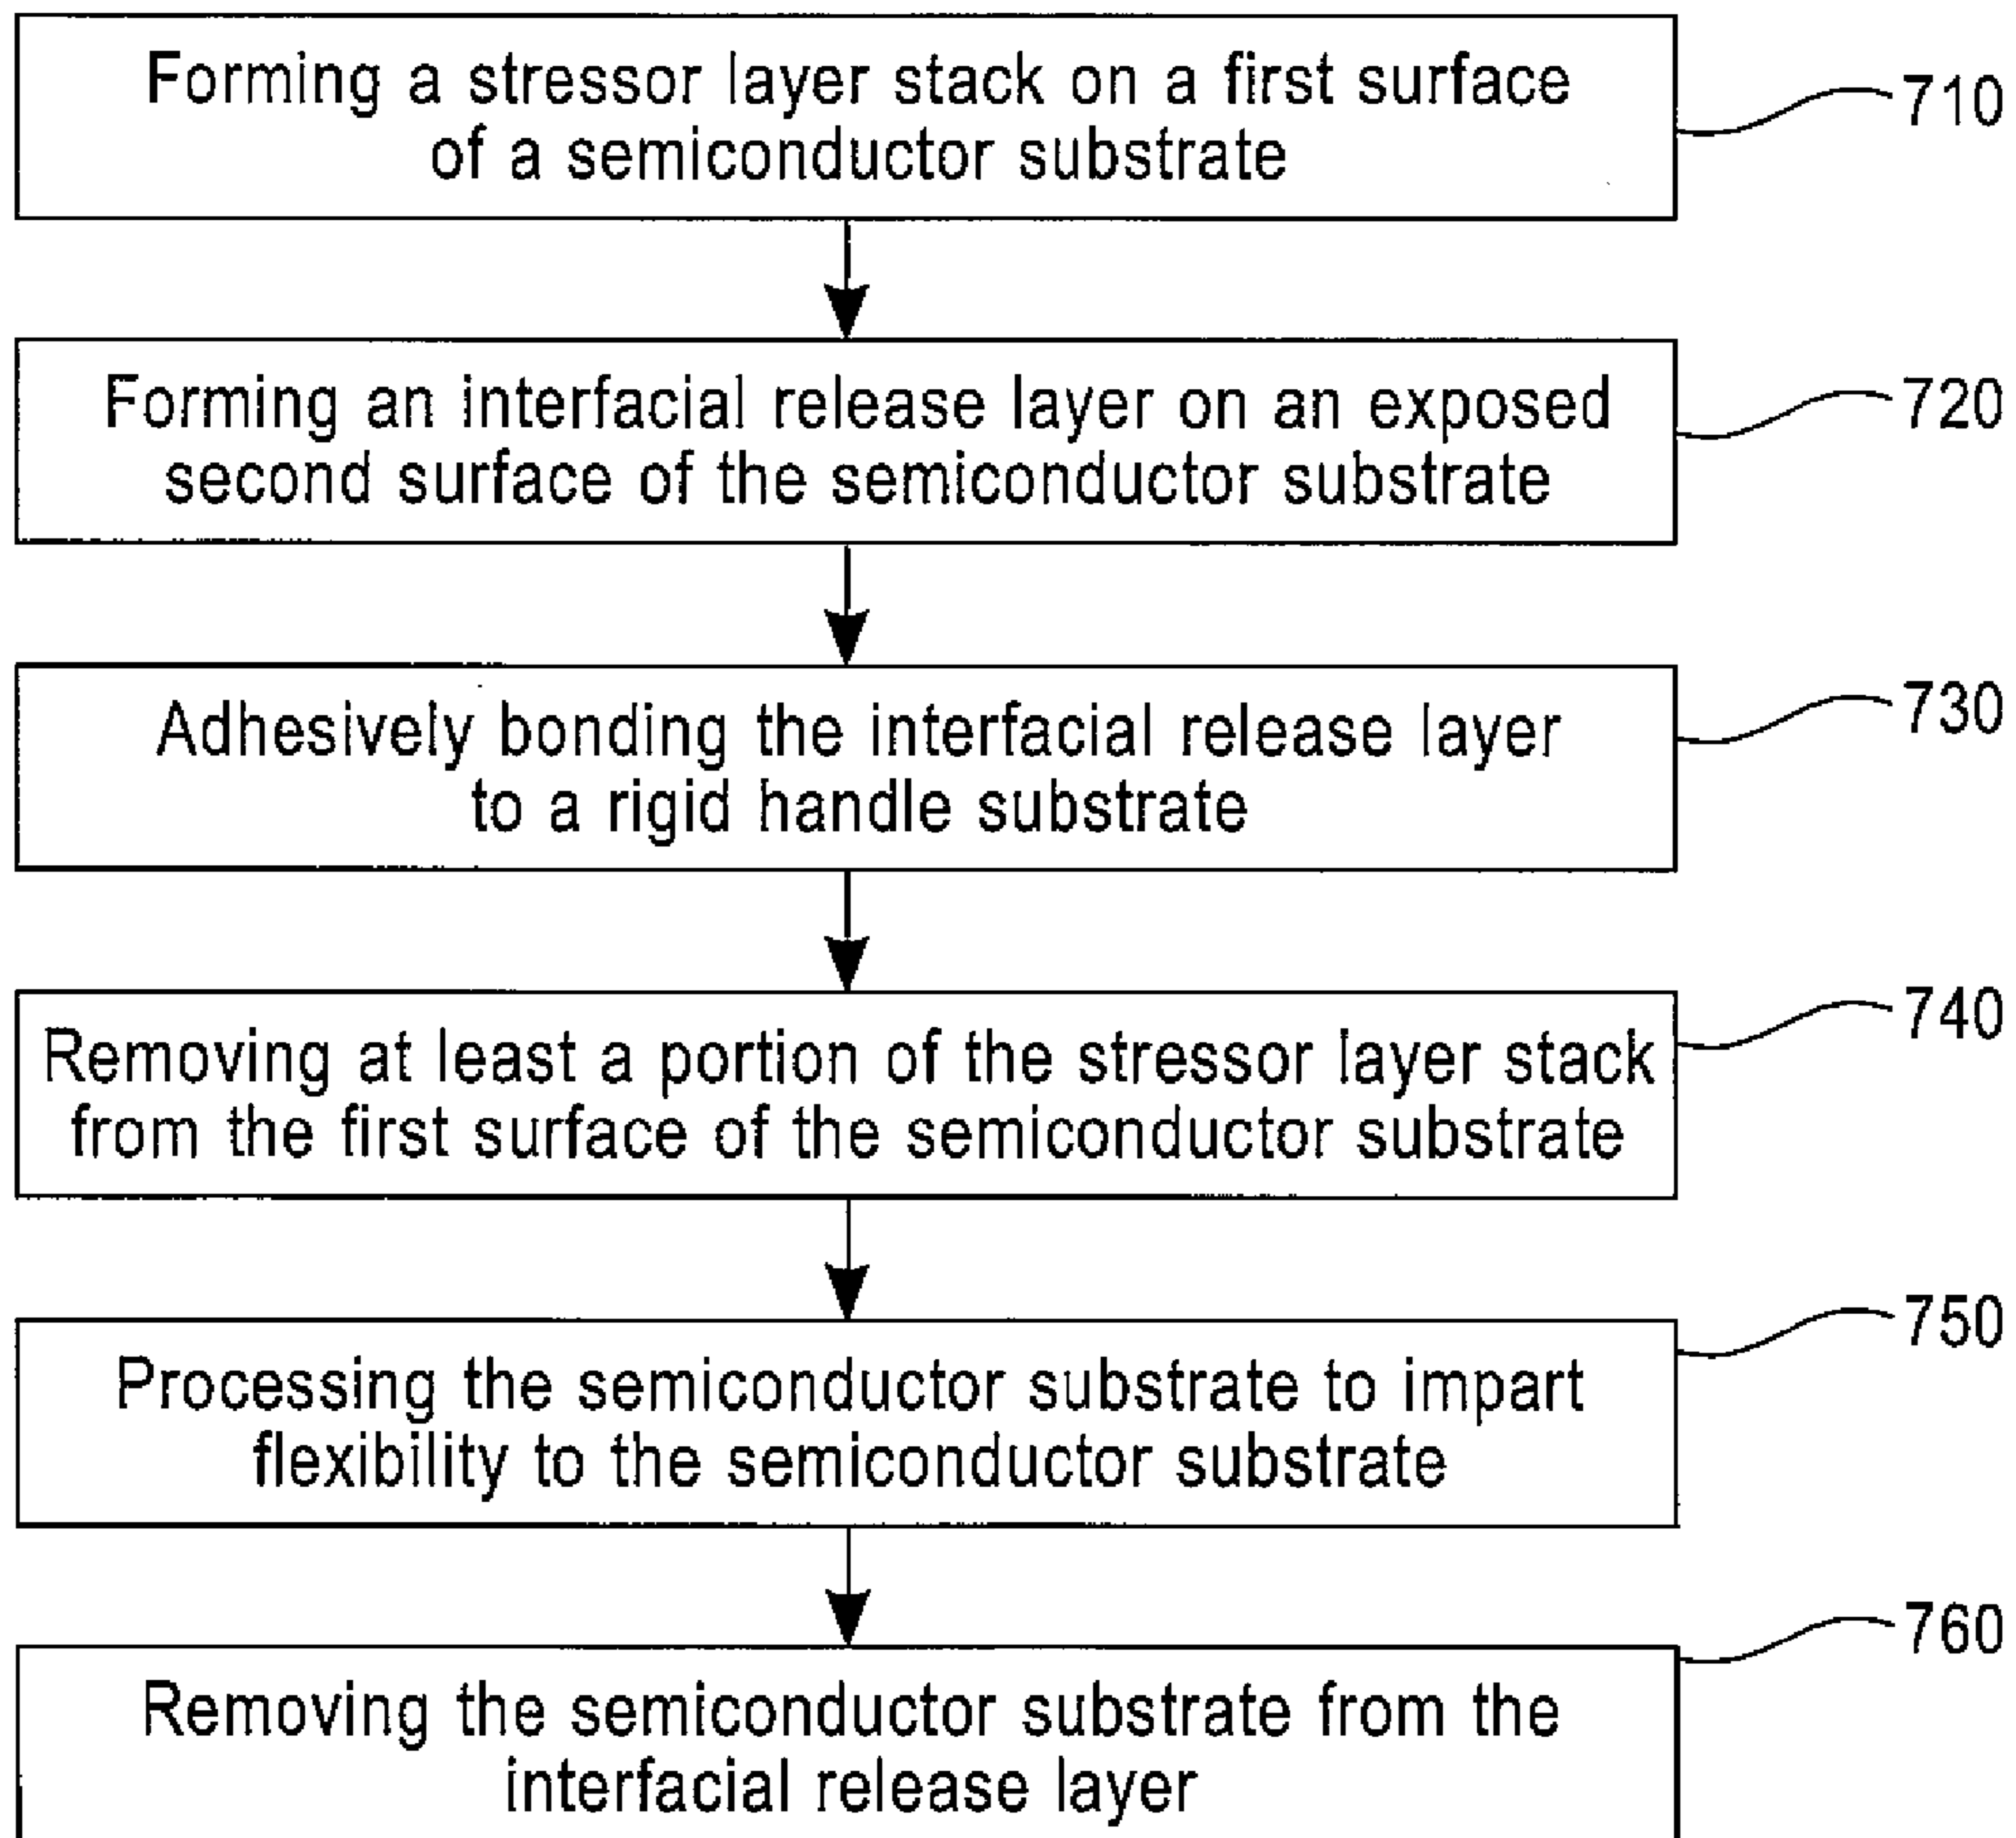 Forming a stressor layer stack on a first surface
of a semiconductor substrate
710
Forming an interfacial release layer on an exposed
second surface of the semiconductor substrate
720
Adhesively bonding the interfacial release layer
to a rigid handle substrate
730
Removing at least a portion of the stressor layer stack
from the first surface of the semiconductor substrate
740
Processing the semiconductor substrate to impart
flexibility to the semiconductor substrate
750
Removing the semiconductor substrate from the
interfacial release layer
760